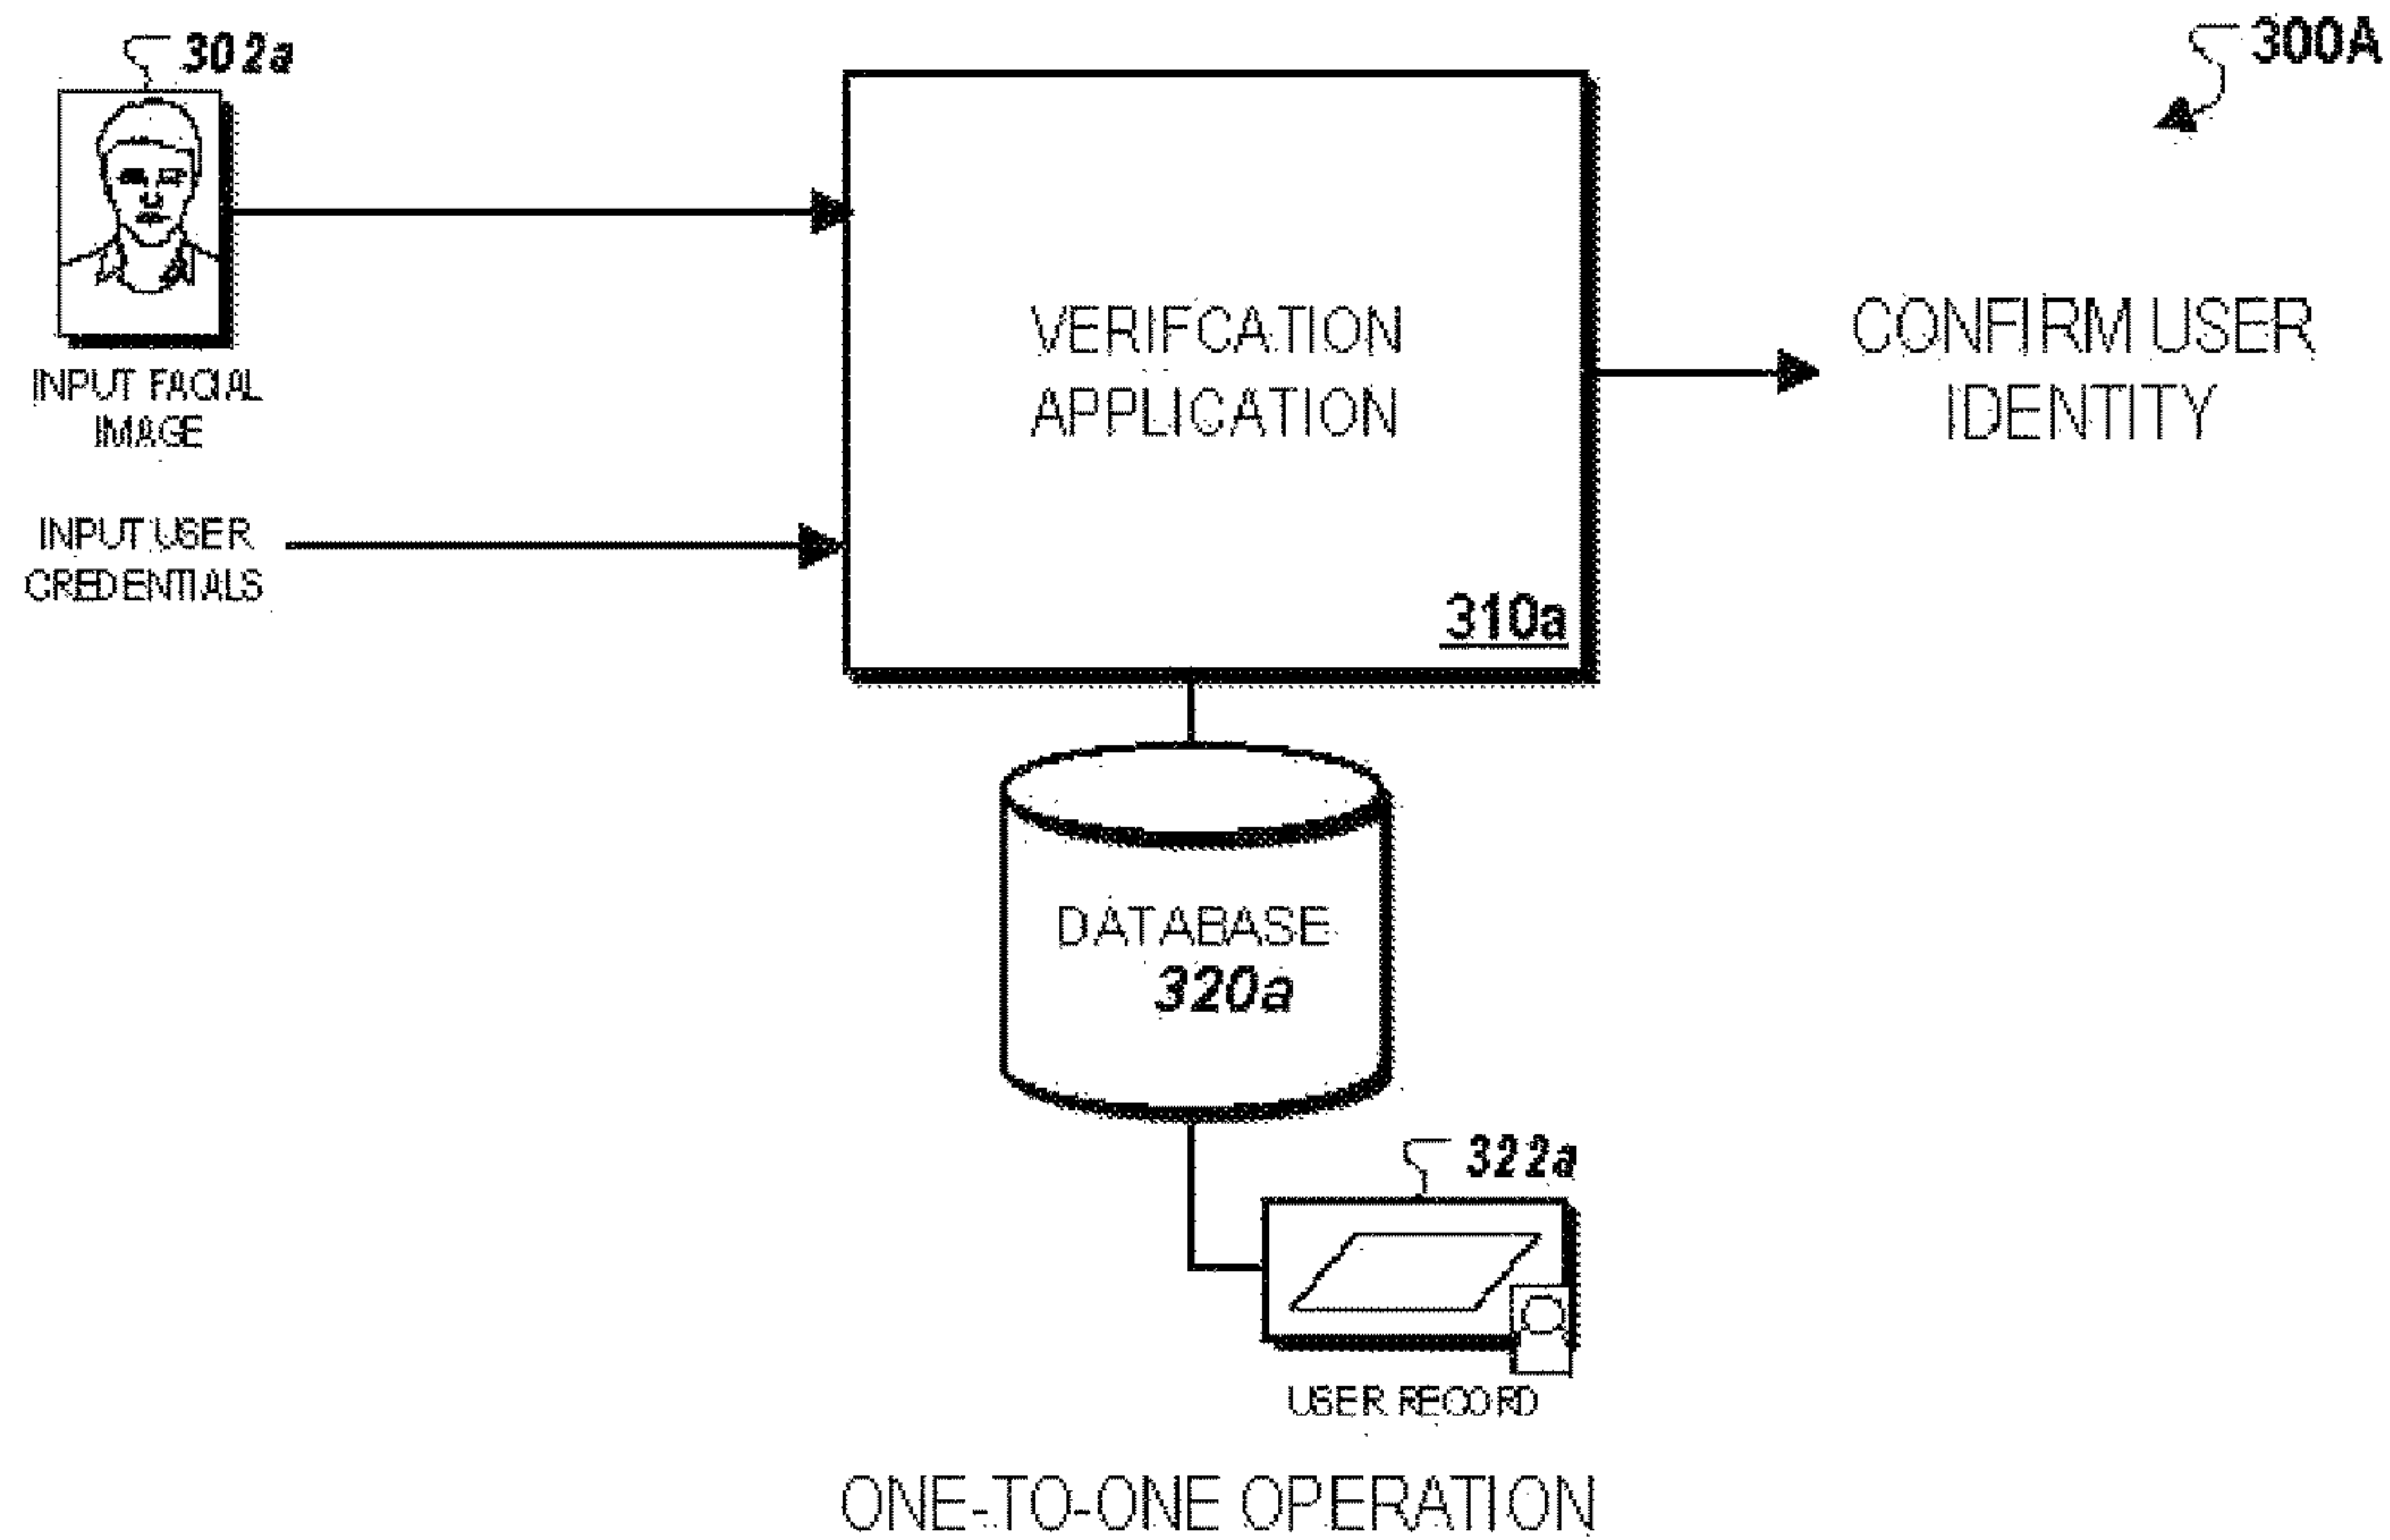 302a
300A
INPUT FACIAL
IMAGE
INPUT USER
CREDENTIALS
VERIFCATION
APPLICATION
310a
CONFIRM USER
IDENTITY
DATABASE
320a
322a
USER RECORD
ONE-TO-ONE OPERATION